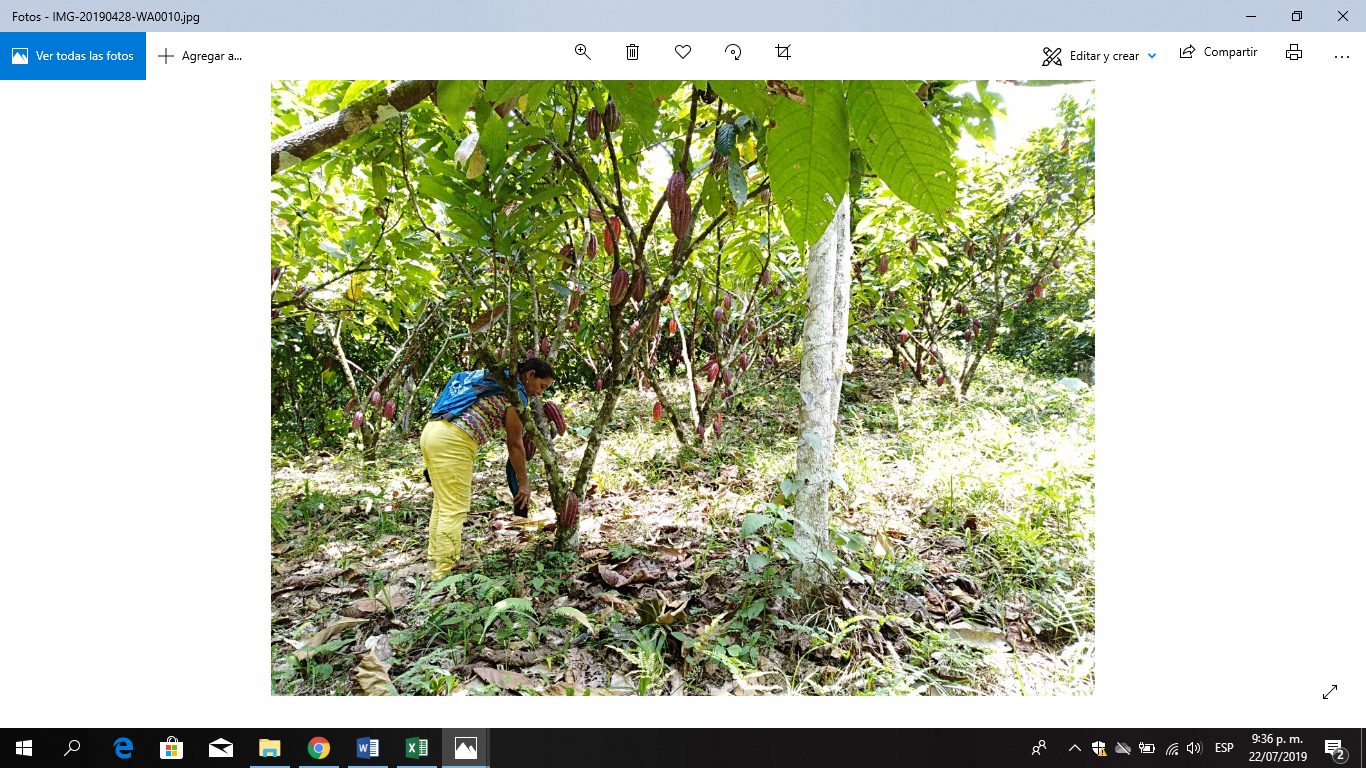 Fotos - IMG-20190428-WA0010.jpg
Ver todas las fotos
Agregar a...
Editar y crear
Compartir
ESP
9:36 p. m.
22/07/2019
2